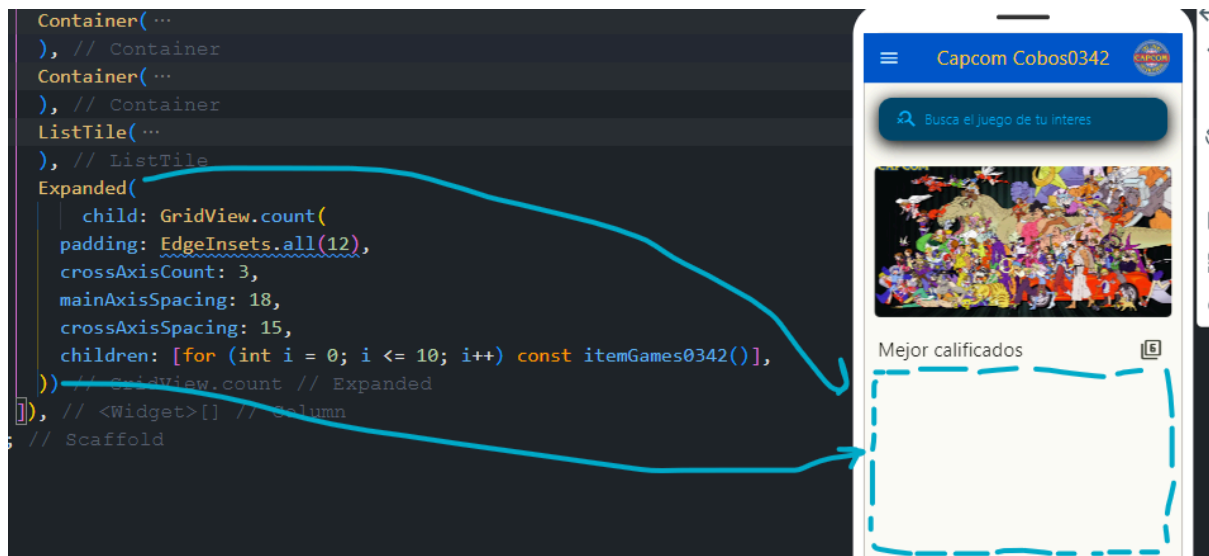 Container( ···
), // Container
Container( ···
), // Container
ListTile( ···
), // ListTile
Expanded(
child: GridView.count(
padding: EdgeInsets.all(12),
crossAxisCount: 3,
mainAxisSpacing: 18,
crossAxisSpacing: 15,
children: [for (int i = 0; i <= 10; i++) const itemGames0342()],
)) // GridView.count // Expanded
]), // <Widget>[] // Column
; // Scaffold
Capcom Cobos0342
CAPCOM
Busca el juego de tu interes
CAPCOM
Mejor calificados
6